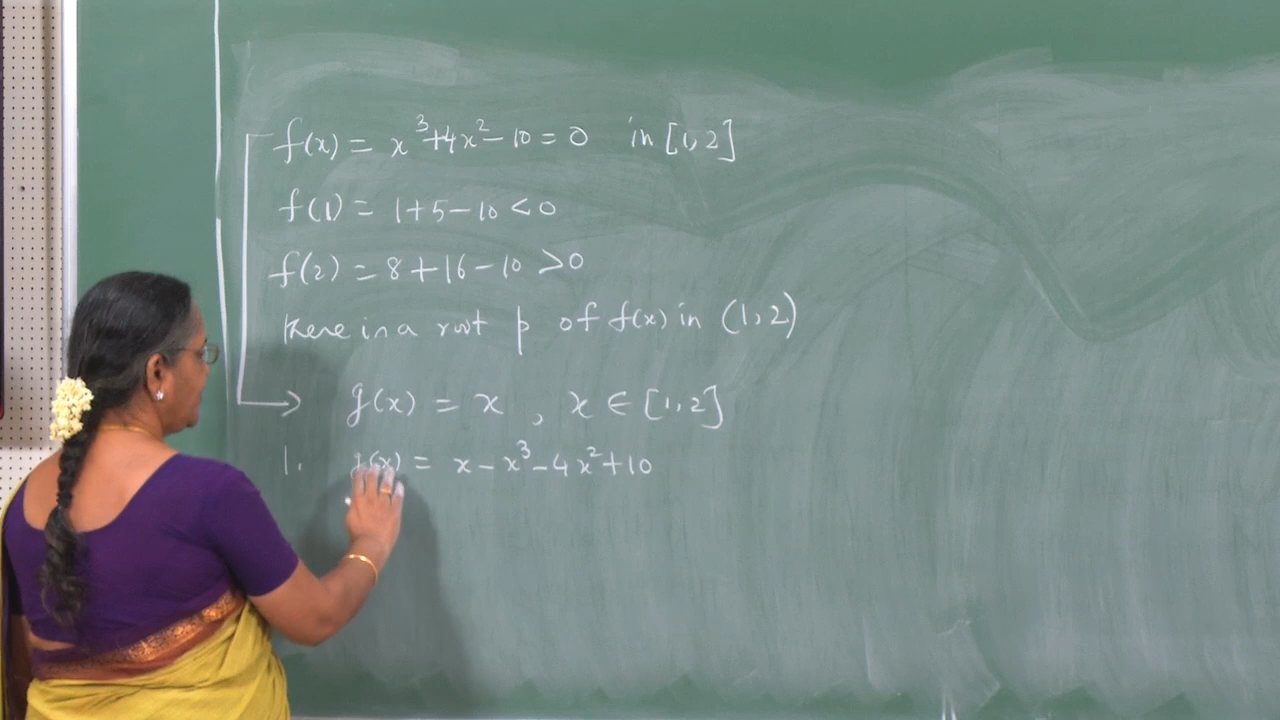 f(x) = x³+4x²-10 = 0 in [1,2]
f(1) = 1+5-10 < 0
f(2) = 8+16-10 > 0
there is a root p of f(x) in (1,2)
→ g(x) = x , x ∈ [1,2]
1. g(x) = x-x³-4x²+10